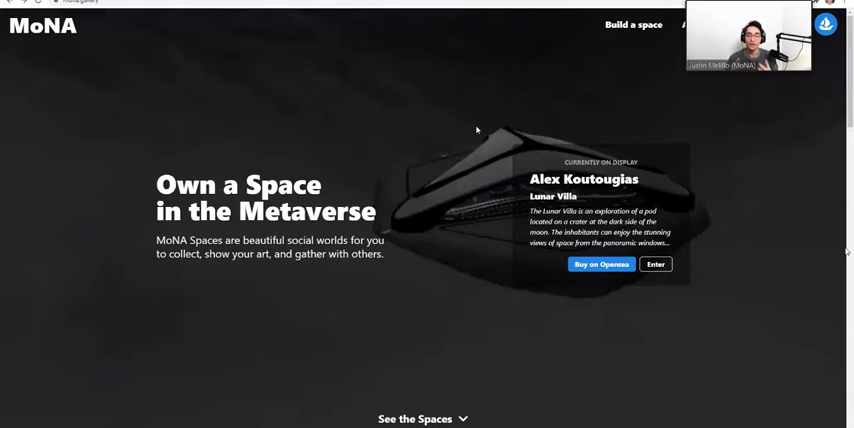 mona.gallery
MoNA
Build a space
Justin Melillo (MoNA)
CURRENTLY ON DISPLAY
Alex Koutougias
Lunar Villa
The Lunar Villa is an exploration of a pod
located on a crater at the dark side of the
moon. The inhabitants can enjoy the stunning
views of space from the panoramic windows...
Buy on Opensea
Enter
Own a Space
in the Metaverse
MoNA Spaces are beautiful social worlds for you
to collect, show your art, and gather with others.
See the Spaces